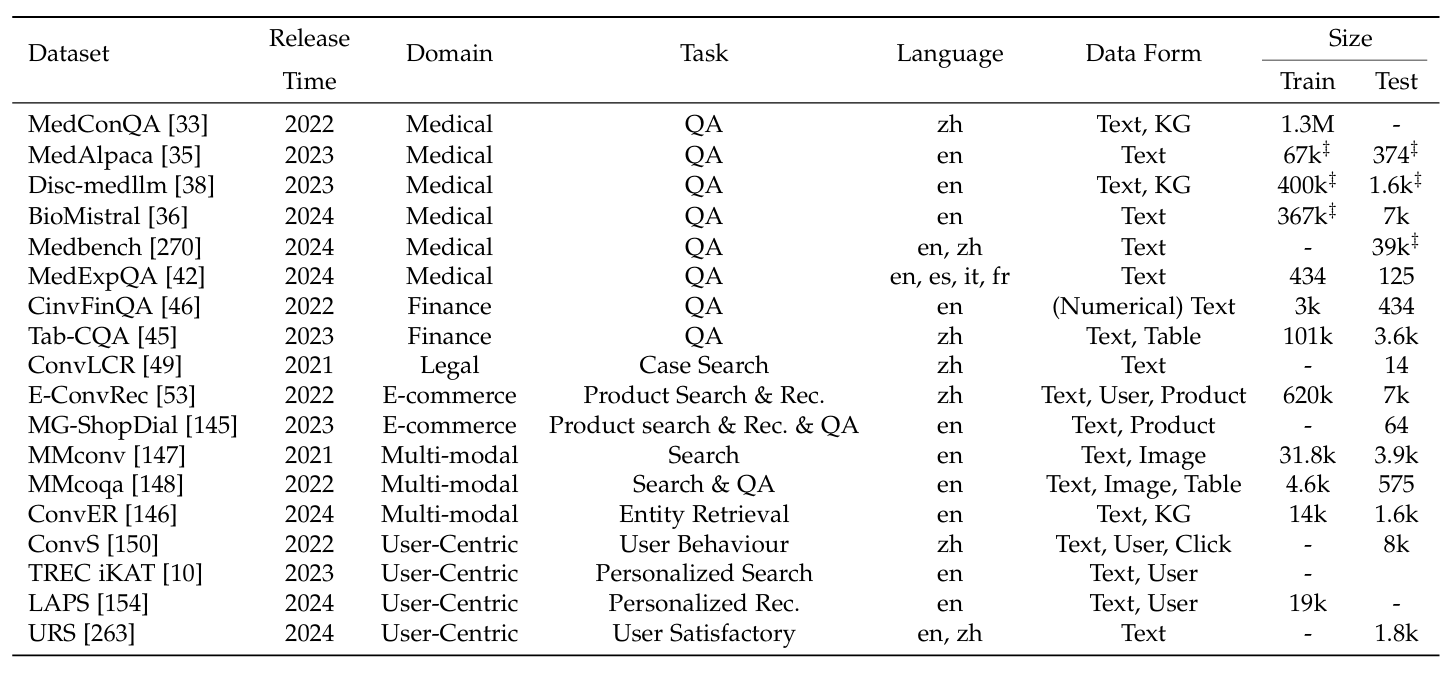 Dataset Release Time Domain Task Language Data Form Size
Train Test
MedConQA [33] 2022 Medical QA zh Text, KG 1.3M -
MedAlpaca [35] 2023 Medical QA en Text 67k‡ 374‡
Disc-medllm [38] 2023 Medical QA en Text, KG 400k‡ 1.6k‡
BioMistral [36] 2024 Medical QA en Text 367k‡ 7k
Medbench [270] 2024 Medical QA en, zh Text - 39k‡
MedExpQA [42] 2024 Medical QA en, es, it, fr Text 434 125
CinvFinQA [46] 2022 Finance QA en (Numerical) Text 3k 434
Tab-CQA [45] 2023 Finance QA zh Text, Table 101k 3.6k
ConvLCR [49] 2021 Legal Case Search zh Text - 14
E-ConvRec [53] 2022 E-commerce Product Search & Rec. zh Text, User, Product 620k 7k
MG-ShopDial [145] 2023 E-commerce Product search & Rec. & QA en Text, Product - 64
MMconv [147] 2021 Multi-modal Search en Text, Image 31.8k 3.9k
MMcoqa [148] 2022 Multi-modal Search & QA en Text, Image, Table 4.6k 575
ConvER [146] 2024 Multi-modal Entity Retrieval en Text, KG 14k 1.6k
ConvS [150] 2022 User-Centric User Behaviour zh Text, User, Click - 8k
TREC iKAT [10] 2023 User-Centric Personalized Search en Text, User -
LAPS [154] 2024 User-Centric Personalized Rec. en Text, User 19k -
URS [263] 2024 User-Centric User Satisfactory en, zh Text - 1.8k